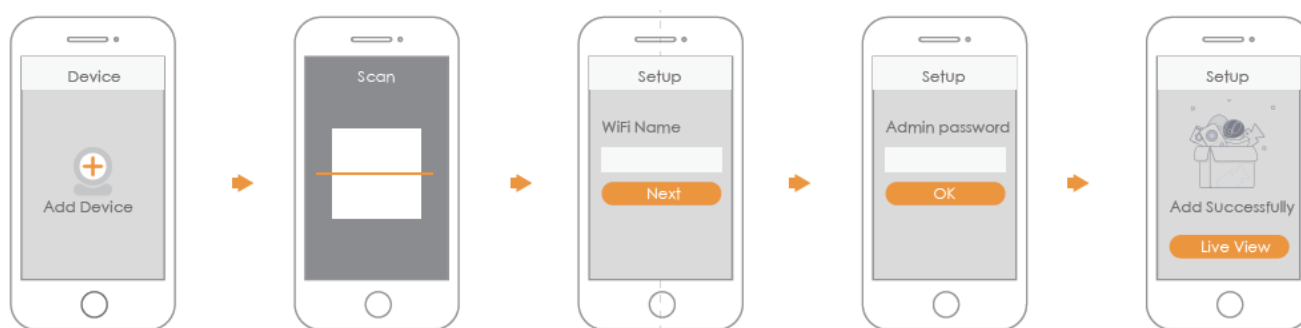 Device
Add Device
Scan
Setup
WiFi Name
Next
Setup
Admin password
OK
Setup
Add Successfully
Live View